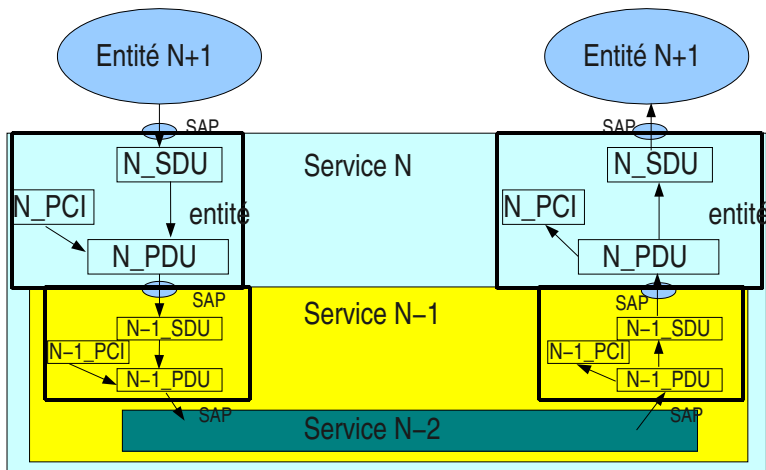 Entité N+1
Entité N+1
SAP
SAP
N_SDU
Service N
N_SDU
N_PCI
entité
N_PCI
entité
N_PDU
N_PDU
SAP
SAP
N−1_SDU
Service N−1
N−1_SDU
N−1_PCI
N−1_PCI
N−1_PDU
N−1_PDU
SAP
Service N−2
SAP